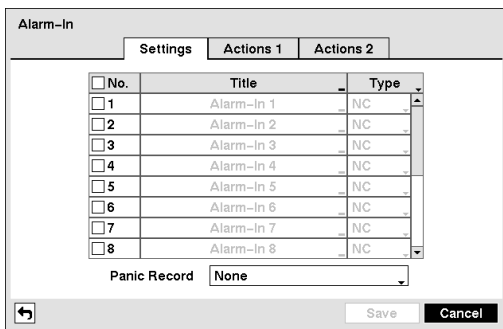 Alarm-In
Settings Actions 1 Actions 2
No. Title Type
1 Alarm-In 1 NC
2 Alarm-In 2 NC
3 Alarm-In 3 NC
4 Alarm-In 4 NC
5 Alarm-In 5 NC
6 Alarm-In 6 NC
7 Alarm-In 7 NC
8 Alarm-In 8 NC
Panic Record None
Save Cancel